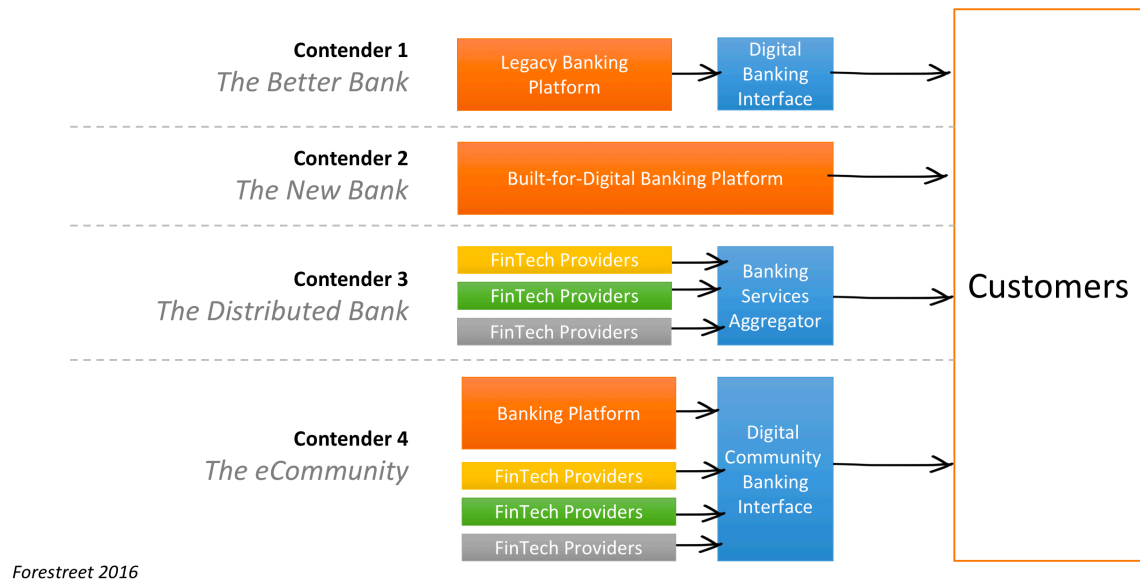 Contender 1
The Better Bank
Legacy Banking
Platform
Digital
Banking
Interface
Contender 2
The New Bank
Built-for-Digital Banking Platform
Contender 3
The Distributed Bank
FinTech Providers
FinTech Providers
FinTech Providers
Banking
Services
Aggregator
Customers
Contender 4
The eCommunity
Banking Platform
FinTech Providers
FinTech Providers
FinTech Providers
Digital
Community
Banking
Interface
Forestreet 2016